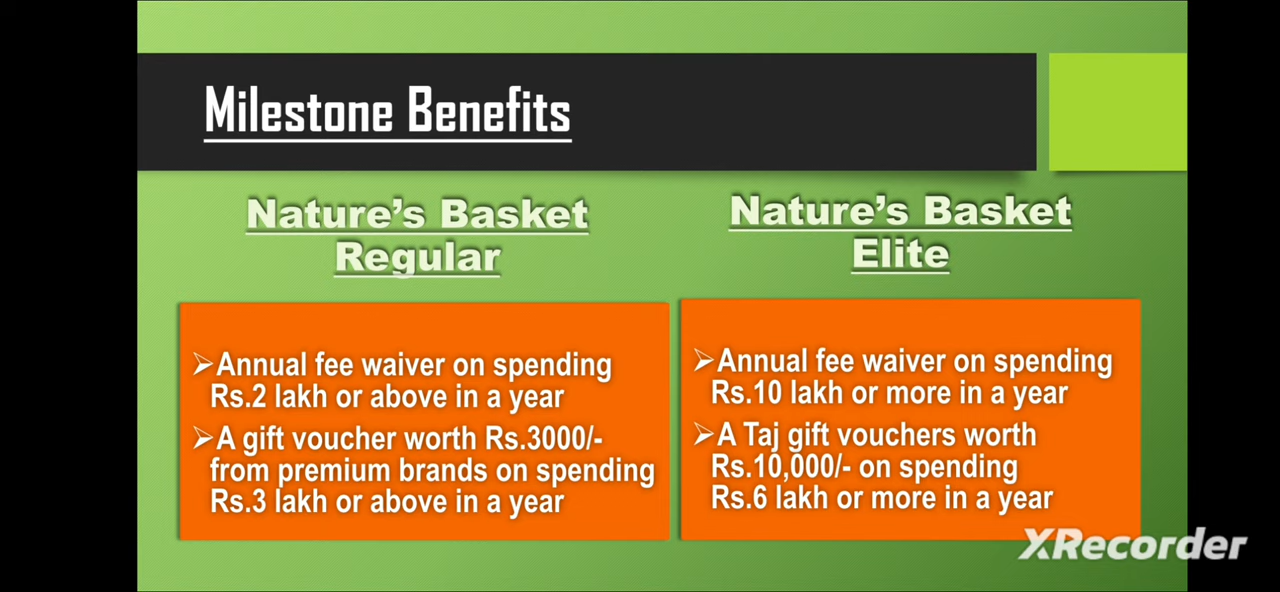 Milestone Benefits
Nature's Basket
Regular
➢Annual fee waiver on spending
Rs.2 lakh or above in a year
➢A gift voucher worth Rs.3000/-
from premium brands on spending
Rs.3 lakh or above in a year
Nature's Basket
Elite
➢Annual fee waiver on spending
Rs.10 lakh or more in a year
➢A Taj gift vouchers worth
Rs.10,000/- on spending
Rs.6 lakh or more in a year
XRecorder